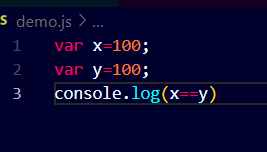 demo.js > ...
1 var x=100;
2 var y=100;
3 console.log(x==y)